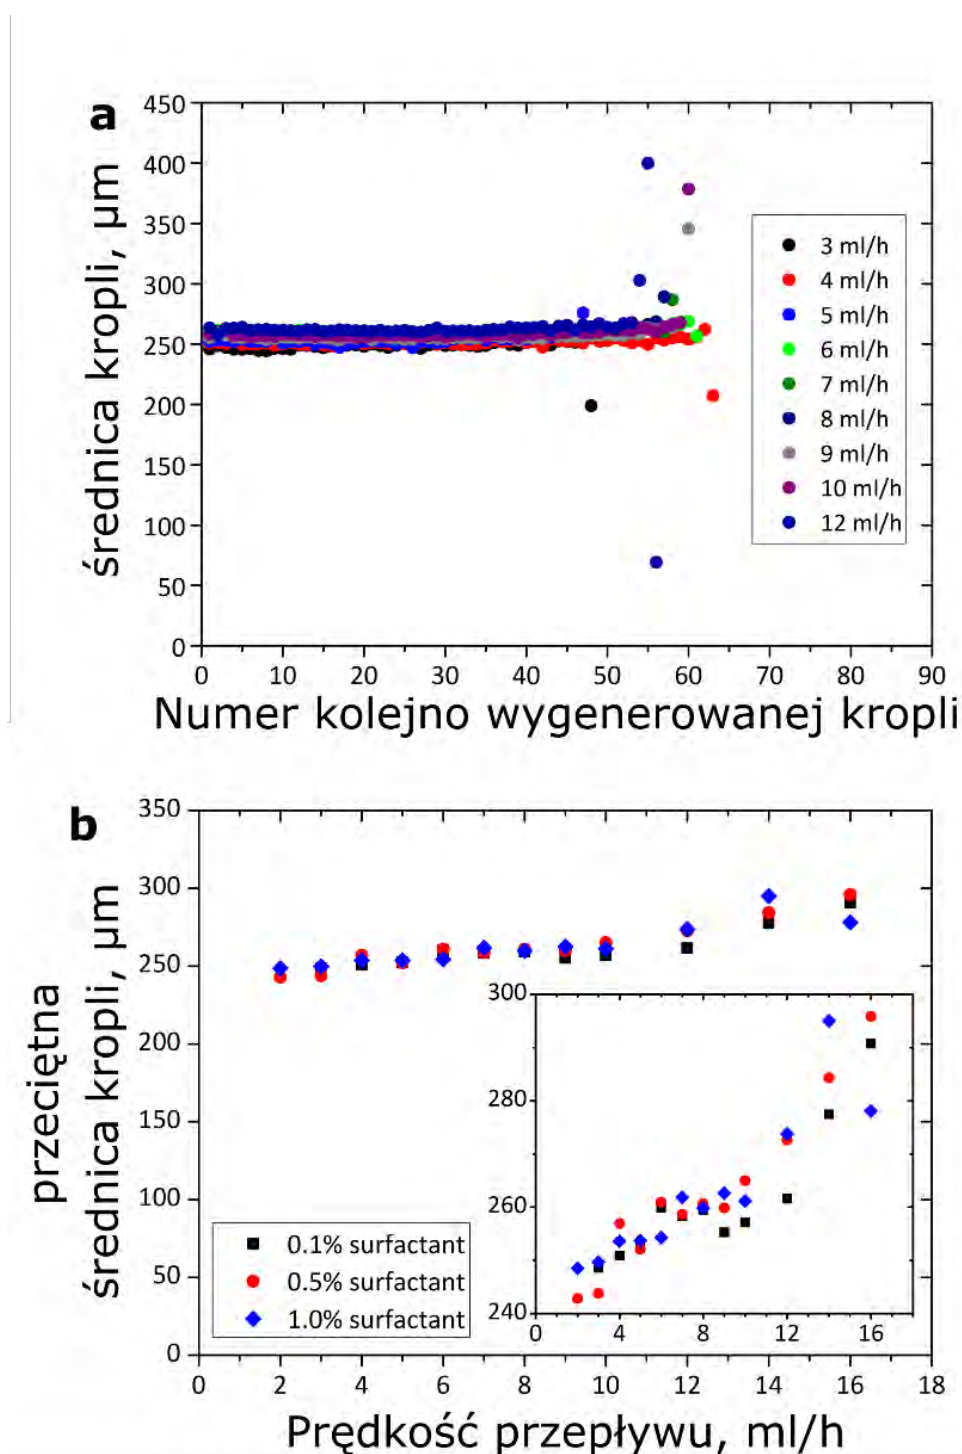 a
450
400
350
300
250
200
150
100
50
0
średnica kropli, µm
3 ml/h
4 ml/h
5 ml/h
6 ml/h
7 ml/h
8 ml/h
9 ml/h
10 ml/h
12 ml/h
0 10 20 30 40 50 60 70 80 90
Numer kolejno wygenerowanej kropli
b
350
300
250
200
150
100
50
0
przeciętna
średnica kropli, µm
300
280
260
240
0 4 8 12 16
0.1% surfactant
0.5% surfactant
1.0% surfactant
0 2 4 6 8 10 12 14 16 18
Prędkość przepływu, ml/h